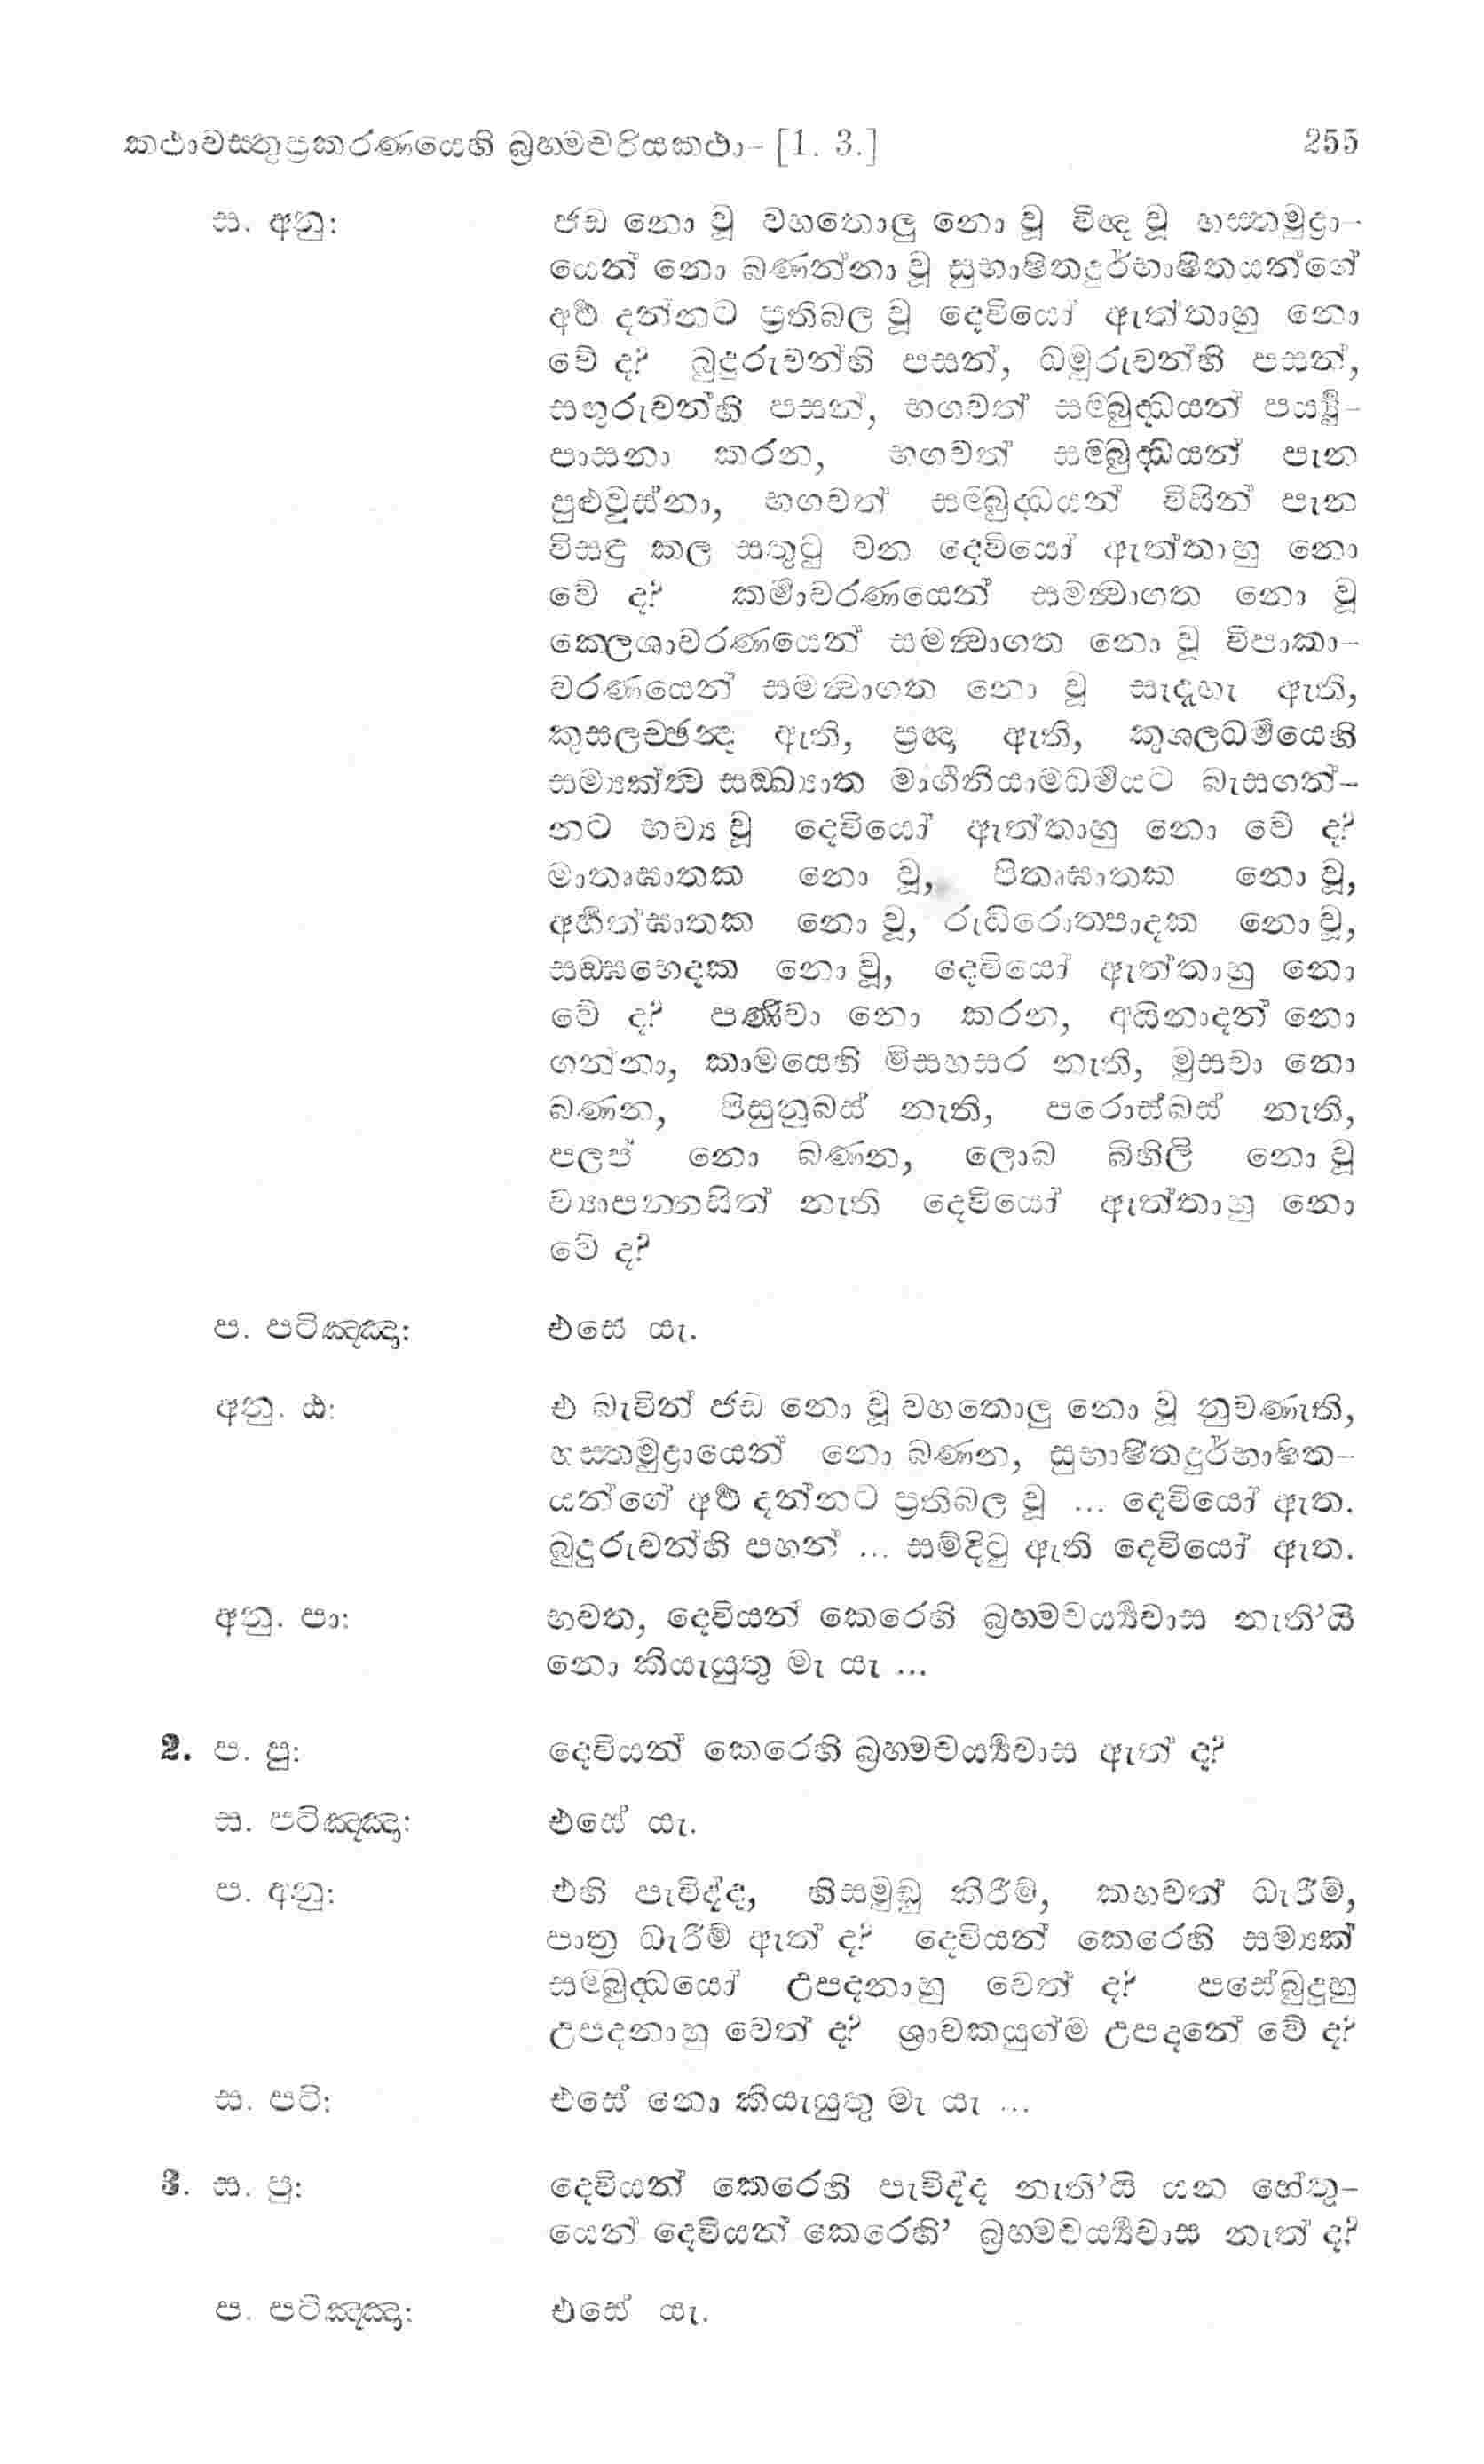 කථාවස්තුප්‍රකරණයෙහි බ්‍රහ්මචරියකථා- [1. 3.] 255
ස. අනු: ජඩ නො වූ වහතොලු නො වූ විඥ වූ හස්තමුද්‍රා-
යෙන් නො බණන්නා වූ සුභාෂිතදුර්භාෂිතයන්ගේ
අර්‍ථ දන්නට ප්‍රතිබල වූ දෙවියෝ ඇත්තාහු නො
වේ ද? බුදුරුවන්හි පසන්, ධම්රුවන්හි පසන්,
සඟුරුවන්හි පසන්, භගවත් සම්බුද්ධයන් පයර්‍යු-
පාසනා කරන, භගවත් සම්බුද්ධයන් පැන
පුළුවුස්නා, භගවත් සම්බුද්ධයන් විසින් පැන
විසඳූ කල සතුටු වන දෙවියෝ ඇත්තාහු නො
වේ ද? කර්‍මාවරණයෙන් සමන්‍වාගත නො වූ
ක්ලෙශාවරණයෙන් සමන්‍වාගත නො වූ විපාකා-
වරණයෙන් සමන්‍වාගත නො වූ සැදැහැ ඇති,
කුසලච්ඡන්‍ද ඇති, ප්‍රඥා ඇති, කුශලධර්‍මයෙහි
සම්‍යක්ත්‍ව සඞ්ඛ්‍යාත මාර්‍ගනියාමධර්‍මයට බැසගන්-
නට භව්‍ය වූ දෙවියෝ ඇත්තාහු නො වේ ද?
මාතෘඝාතක නො වූ, පිතෘඝාතක නො වූ,
අර්‍හත්ඝාතක නො වූ, රුධිරොත්පාදක නො වූ,
සඞ්ඝභෙදක නො වූ, දෙවියෝ ඇත්තාහු නො
වේ ද? පණිවා නො කරන, අයිනාදන් නො
ගන්නා, කාමයෙහි මිසහසර නැති, මුසවා නො
බණන, පිසුනුබස් නැති, පරොස්බස් නැති,
පලප් නො බණන, ලොබ බිහිලි නො වූ
ව්‍යාපන්නසිත් නැති දෙවියෝ ඇත්තාහු නො
වේ ද?
ප. පටිඤ්ඤා: එසේ යැ.
අනු. ඨ: එ බැවින් ජඩ නො වූ වහතොලු නො වූ නුවණැති,
හස්තමුද්‍රායෙන් නො බණන, සුභාෂිතදුර්භාෂිත-
යන්ගේ අර්‍ථ දන්නට ප්‍රතිබල වූ ... දෙවියෝ ඇත.
බුදුරුවන්හි පහන් ... සම්දිටු ඇති දෙවියෝ ඇත.
අනු. පා: භවත, දෙවියන් කෙරෙහි බ්‍රහ්මචර්‍ය්‍යවාස නැති'යි
නො කියැයුතු මැ යැ ...
2. ප. පු: දෙවියන් කෙරෙහි බ්‍රහ්මචර්‍ය්‍යවාස ඇත් ද?
ස. පටිඤ්ඤා: එසේ යැ.
ප. අනු: එහි පැවිද්ද, හිසමුඩු කිරීම්, කහවත් ධැරීම්,
පාත්‍ර ධැරීම් ඇත් ද? දෙවියන් කෙරෙහි සම්‍යක්
සම්බුද්ධයෝ උපදනාහු වෙත් ද? පසේබුදුහු
උපදනාහු වෙත් ද? ශ්‍රාවකයුග්ම උපදනේ වේ ද?
ස. පටි: එසේ නො කියැයුතු මැ යැ ...
3. ස. පු: දෙවියන් කෙරෙහි පැවිද්ද නැති'යි යන හේතු-
යෙන් දෙවියන් කෙරෙහි' බ්‍රහ්මචර්‍ය්‍යවාස නැත් ද?
ප. පටිඤ්ඤා: එසේ යැ.